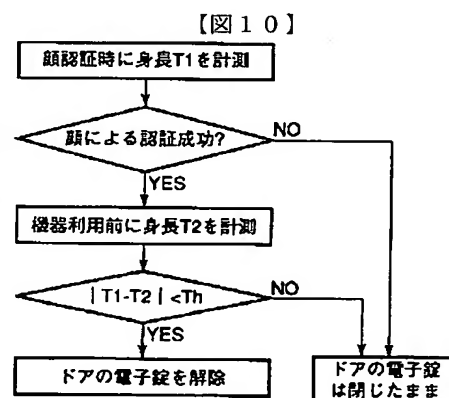 【図１０】
顔認証時に身長T1を計測
顔による認証成功?
NO
YES
機器利用前に身長T2を計測
|T1-T2|<Th
NO
YES
ドアの電子錠を解除
ドアの電子錠
は閉じたまま